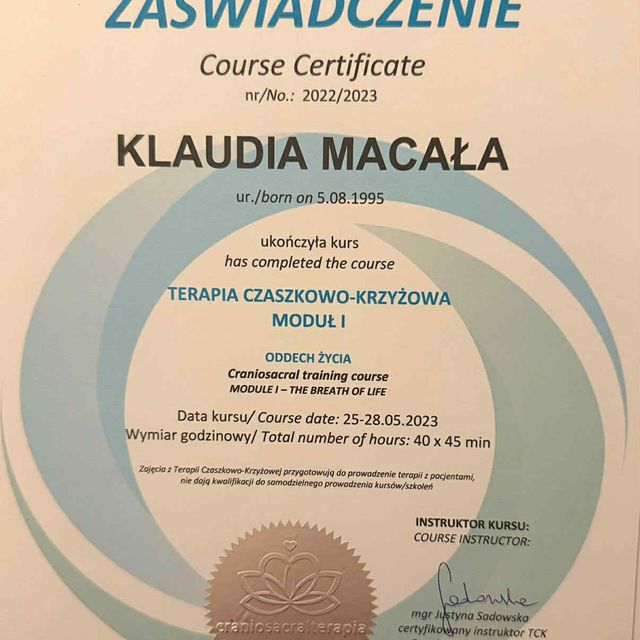 ZAŚWIADCZENIE
Course Certificate
nr/No.: 2022/2023
KLAUDIA MACAŁA
ur./born on 5.08.1995
ukończyła kurs
has completed the course
TERAPIA CZASZKOWO-KRZYŻOWA
MODUŁ I
ODDECH ŻYCIA
Craniosacral training course
MODULE I – THE BREATH OF LIFE
Data kursu/ Course date: 25-28.05.2023
Wymiar godzinowy/ Total number of hours: 40 x 45 min
Zajęcia z Terapii Czaszkowo-Krzyżowej przygotowują do prowadzenie terapii z pacjentami,
nie dają kwalifikacji do samodzielnego prowadzenia kursów/szkoleń
INSTRUKTOR KURSU:
COURSE INSTRUCTOR:
Sadowska
mgr Justyna Sadowska
certyfikowany instruktor TCK
craniosacralterapia